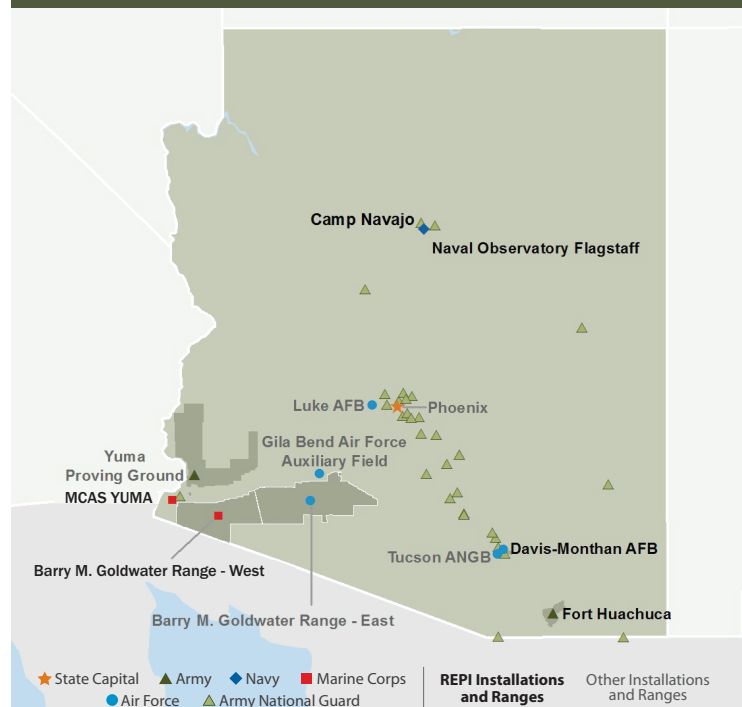 Camp Navajo
Naval Observatory Flagstaff
Luke AFB
Phoenix
Gila Bend Air Force
Auxiliary Field
Yuma
Proving Ground
MCAS YUMA
Barry M. Goldwater Range - West
Barry M. Goldwater Range - East
Tucson ANGB
Davis-Monthan AFB
Fort Huachuca
State Capital
Army
Navy
Marine Corps
Air Force
Army National Guard
REPI Installations
and Ranges
Other Installations
and Ranges